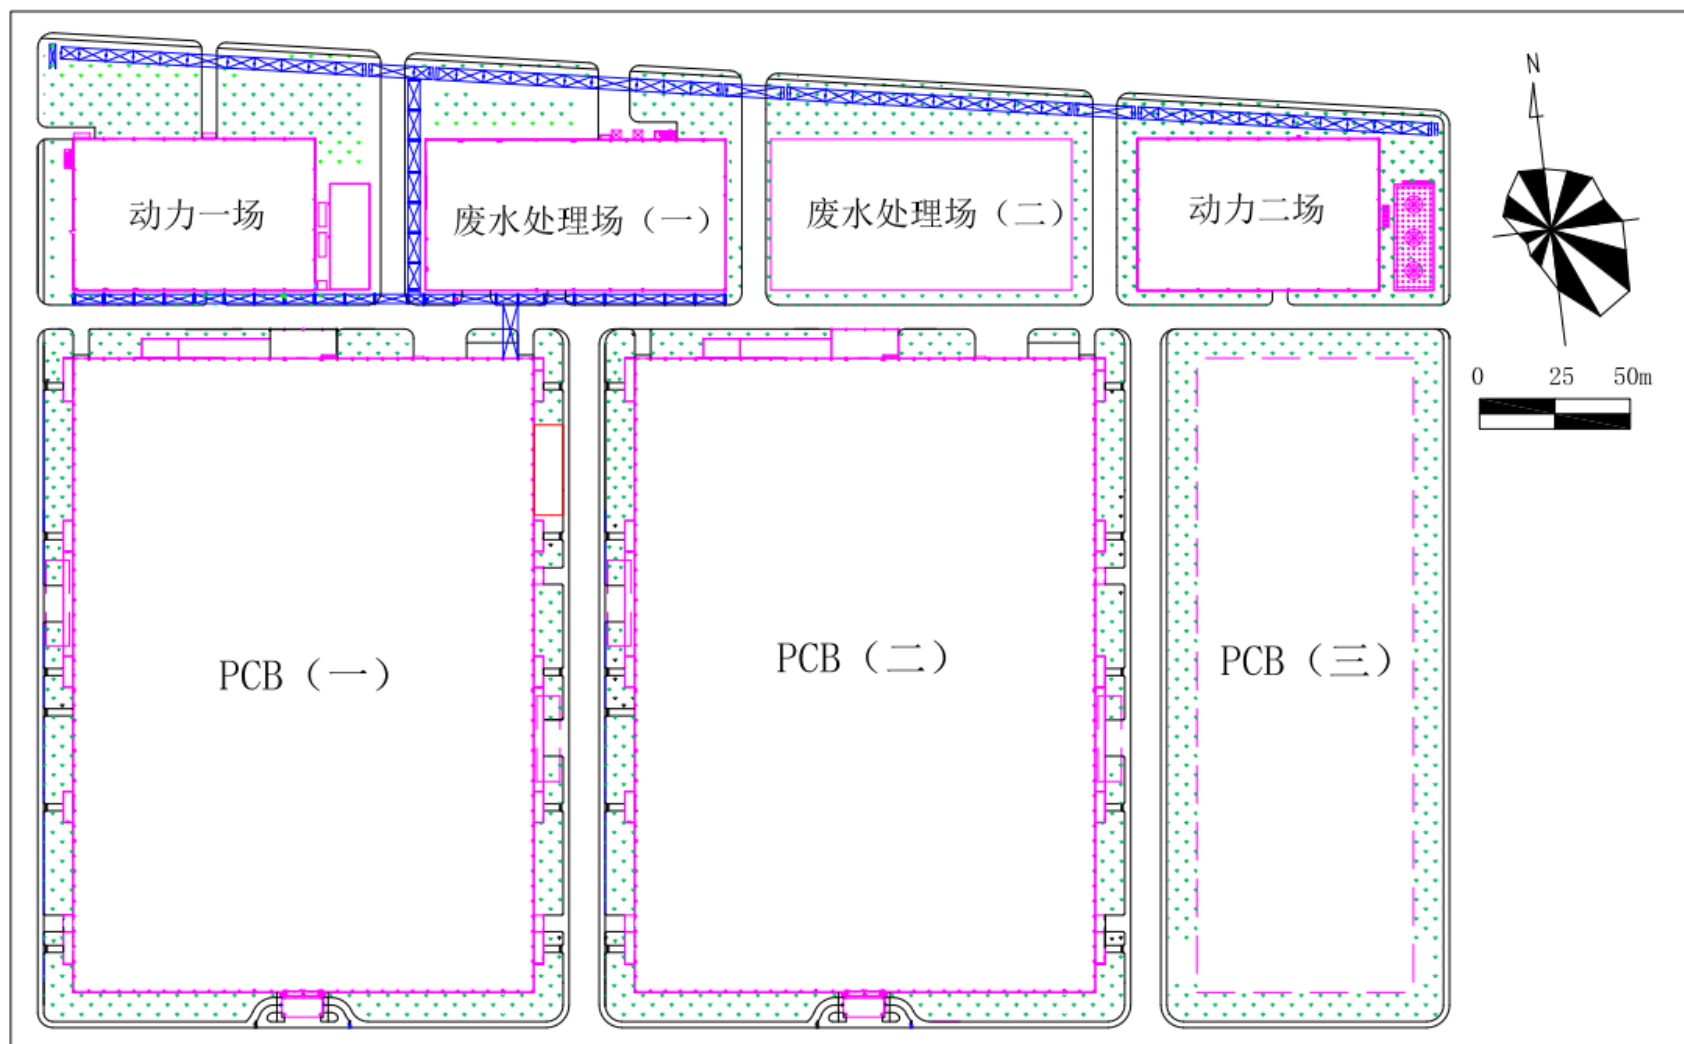 N
动力一场
废水处理场（一）
废水处理场（二）
动力二场
0 25 50m
PCB（一）
PCB（二）
PCB（三）